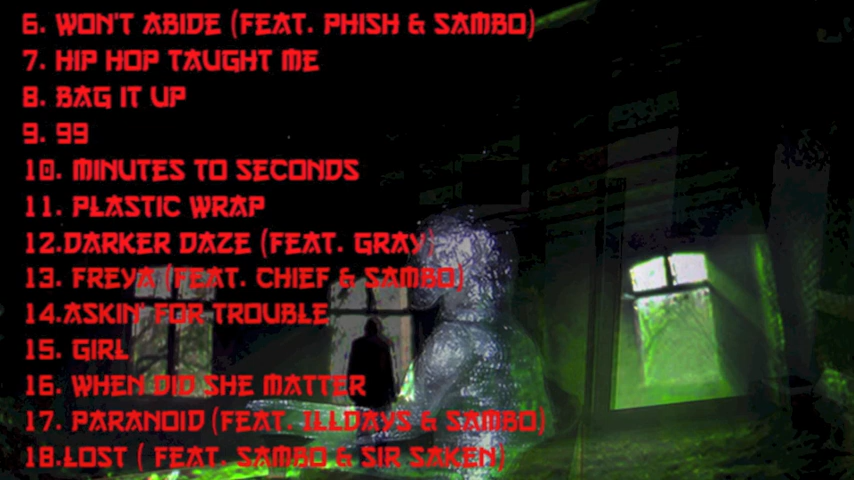 6. WON'T ABIDE (FEAT. PHISH & SAMBO)
7. HIP HOP TAUGHT ME
8. BAG IT UP
9. 99
10. MINUTES TO SECONDS
11. PLASTIC WRAP
12.DARKER DAZE (FEAT. GRAY)
13. FREYA (FEAT. CHIEF & SAMBO)
14.ASKIN' FOR TROUBLE
15. GIRL
16. WHEN DID SHE MATTER
17. PARANOID (FEAT. ILLDAYS & SAMBO)
18.LOST ( FEAT. SAMBO & SIR SAKEN)